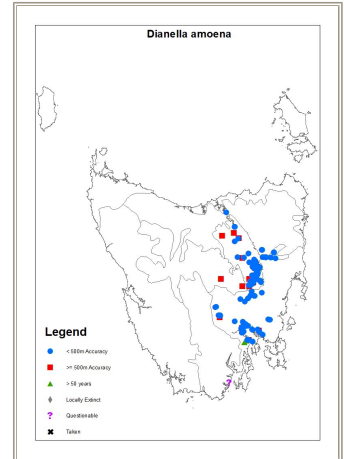 Dianella amoena
Legend
< 500m Accuracy
>= 500m Accuracy
> 50 years
Locally Extinct
? Questionable
Taken